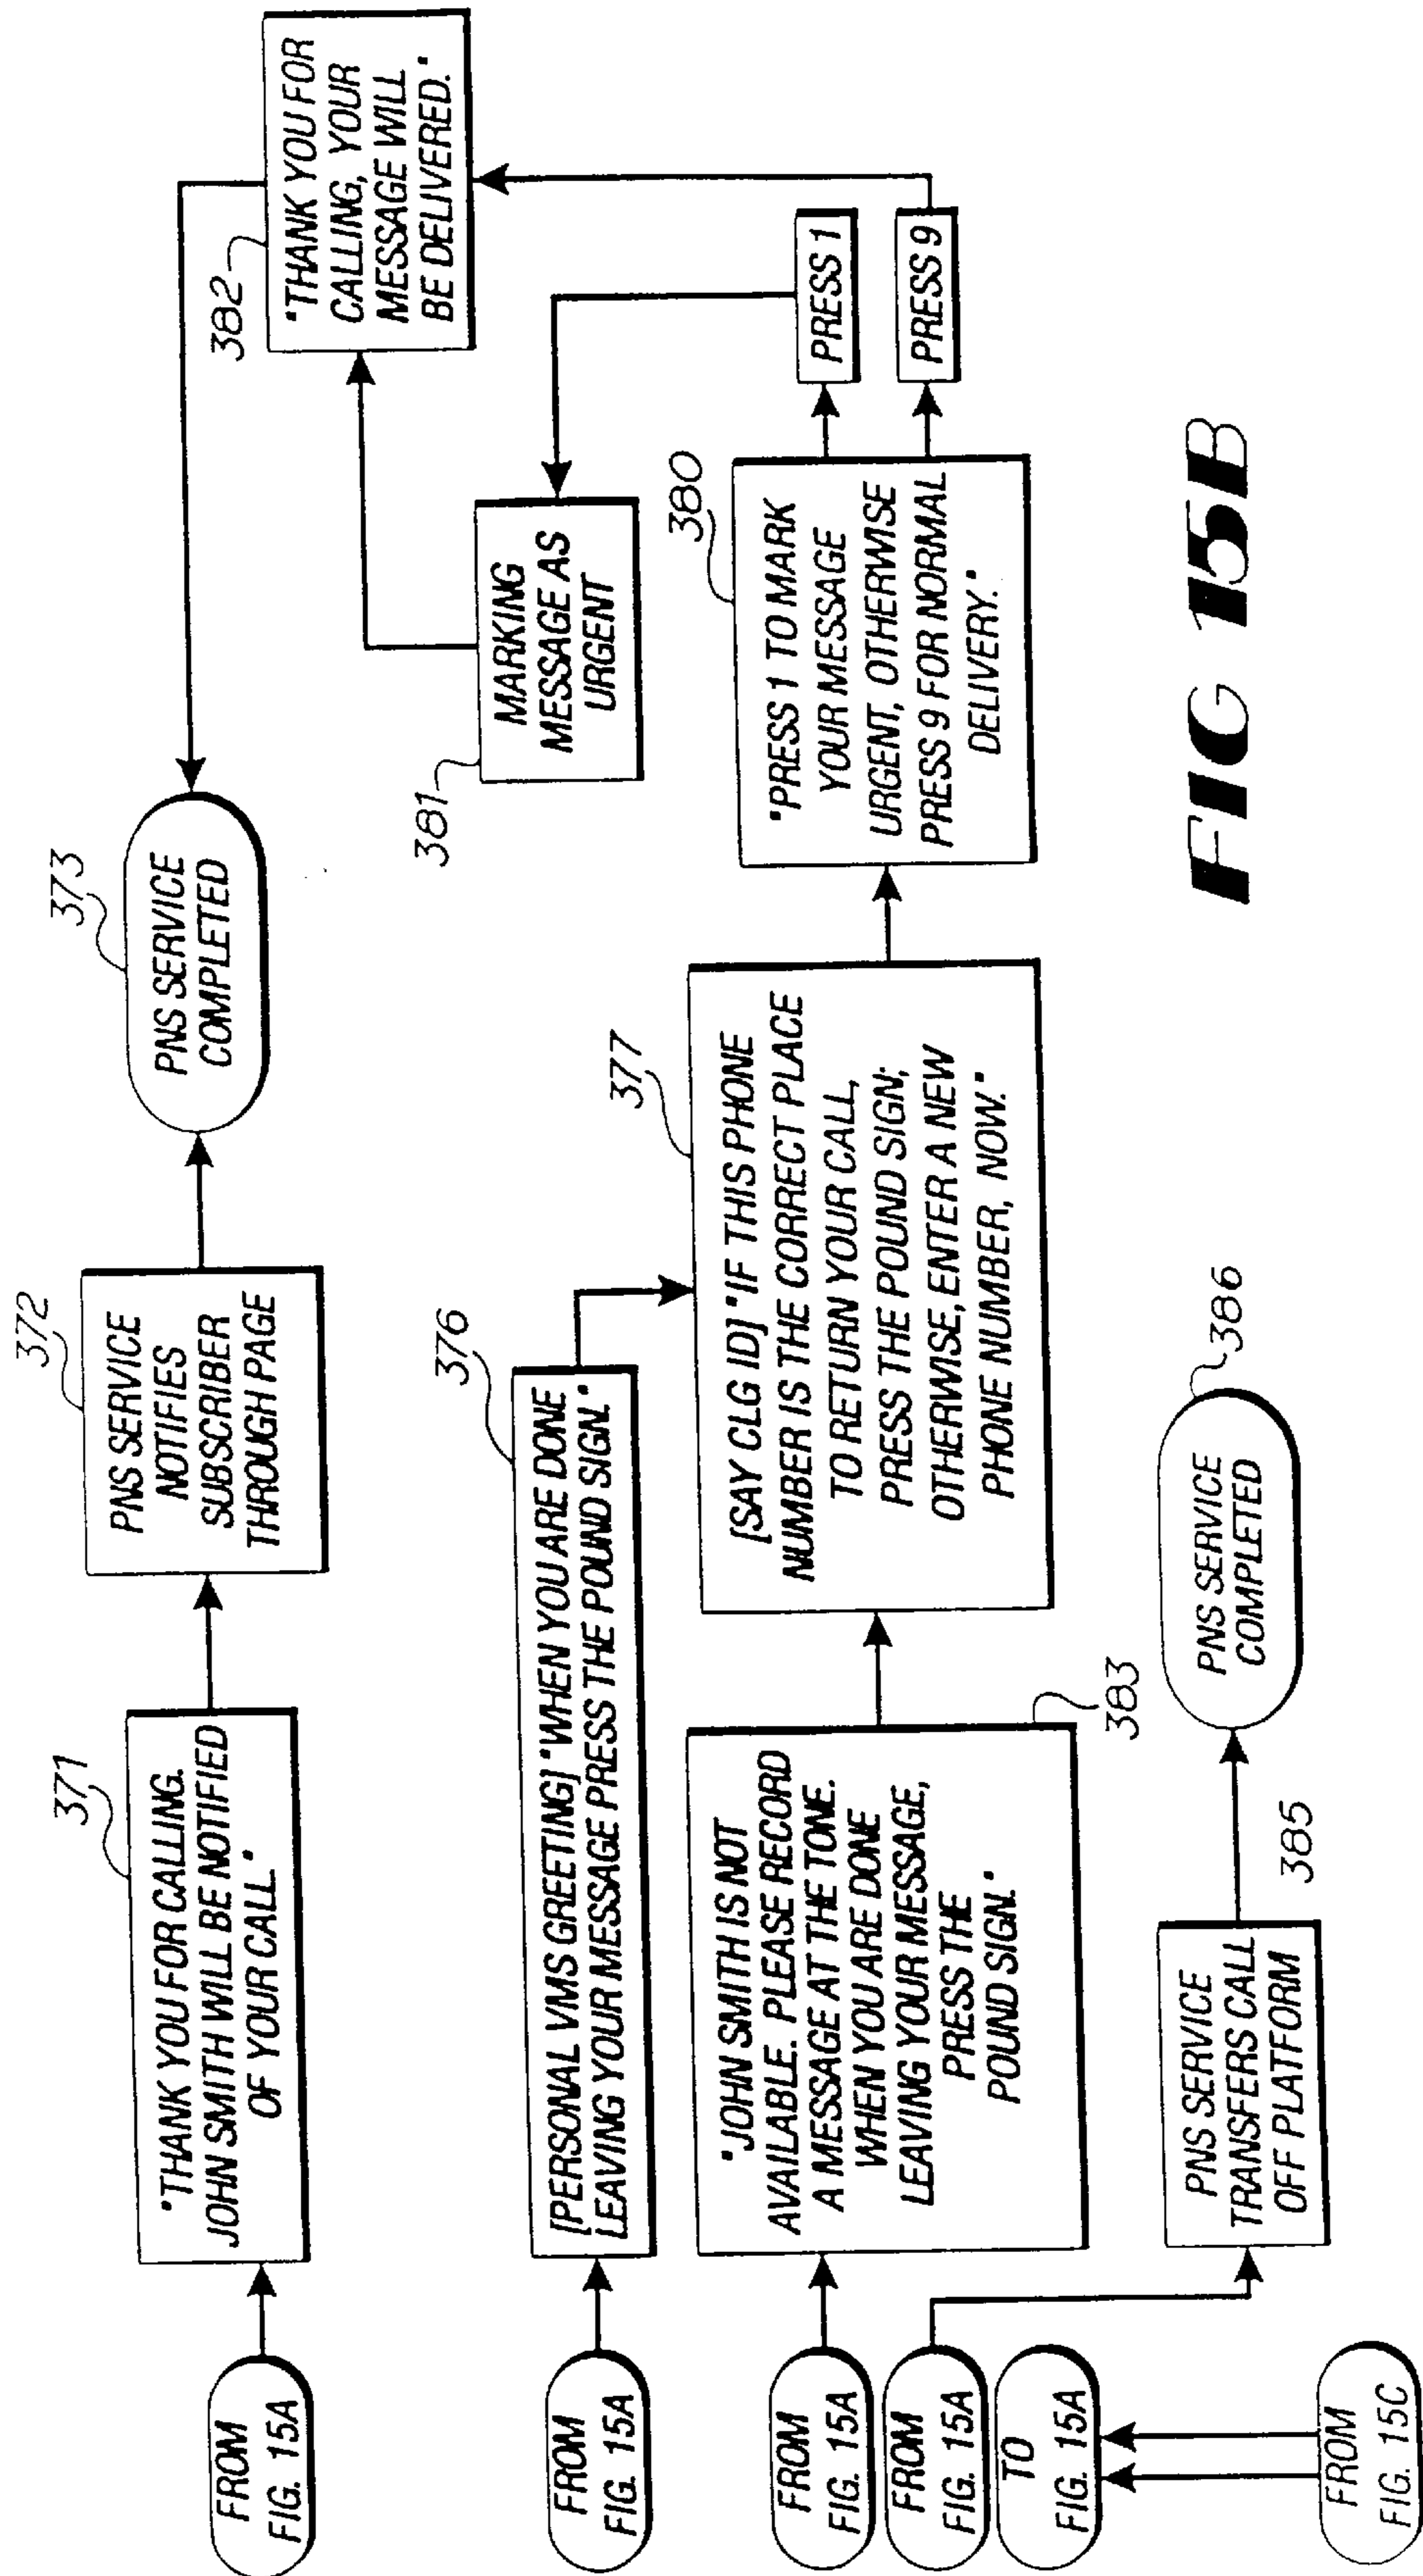 FROM
FIG. 15A
371
"THANK YOU FOR CALLING.
JOHN SMITH WILL BE NOTIFIED
OF YOUR CALL."
372
PNS SERVICE
NOTIFIES
SUBSCRIBER
THROUGH PAGE
373
PNS SERVICE
COMPLETED
382
"THANK YOU FOR
CALLING, YOUR
MESSAGE WILL
BE DELIVERED."
FROM
FIG. 15A
376
[PERSONAL VMS GREETING] "WHEN YOU ARE DONE
LEAVING YOUR MESSAGE PRESS THE POUND SIGN."
381
MARKING
MESSAGE AS
URGENT
FROM
FIG. 15A
"JOHN SMITH IS NOT
AVAILABLE. PLEASE RECORD
A MESSAGE AT THE TONE.
WHEN YOU ARE DONE
LEAVING YOUR MESSAGE,
PRESS THE
POUND SIGN."
383
377
[SAY CLG ID] "IF THIS PHONE
NUMBER IS THE CORRECT PLACE
TO RETURN YOUR CALL,
PRESS THE POUND SIGN;
OTHERWISE, ENTER A NEW
PHONE NUMBER, NOW."
380
"PRESS 1 TO MARK
YOUR MESSAGE
URGENT, OTHERWISE
PRESS 9 FOR NORMAL
DELIVERY."
PRESS 1
PRESS 9
FROM
FIG. 15A
TO
FIG. 15A
PNS SERVICE
TRANSFERS CALL
OFF PLATFORM
385
PNS SERVICE
COMPLETED
386
FROM
FIG. 15C
FIG 15B